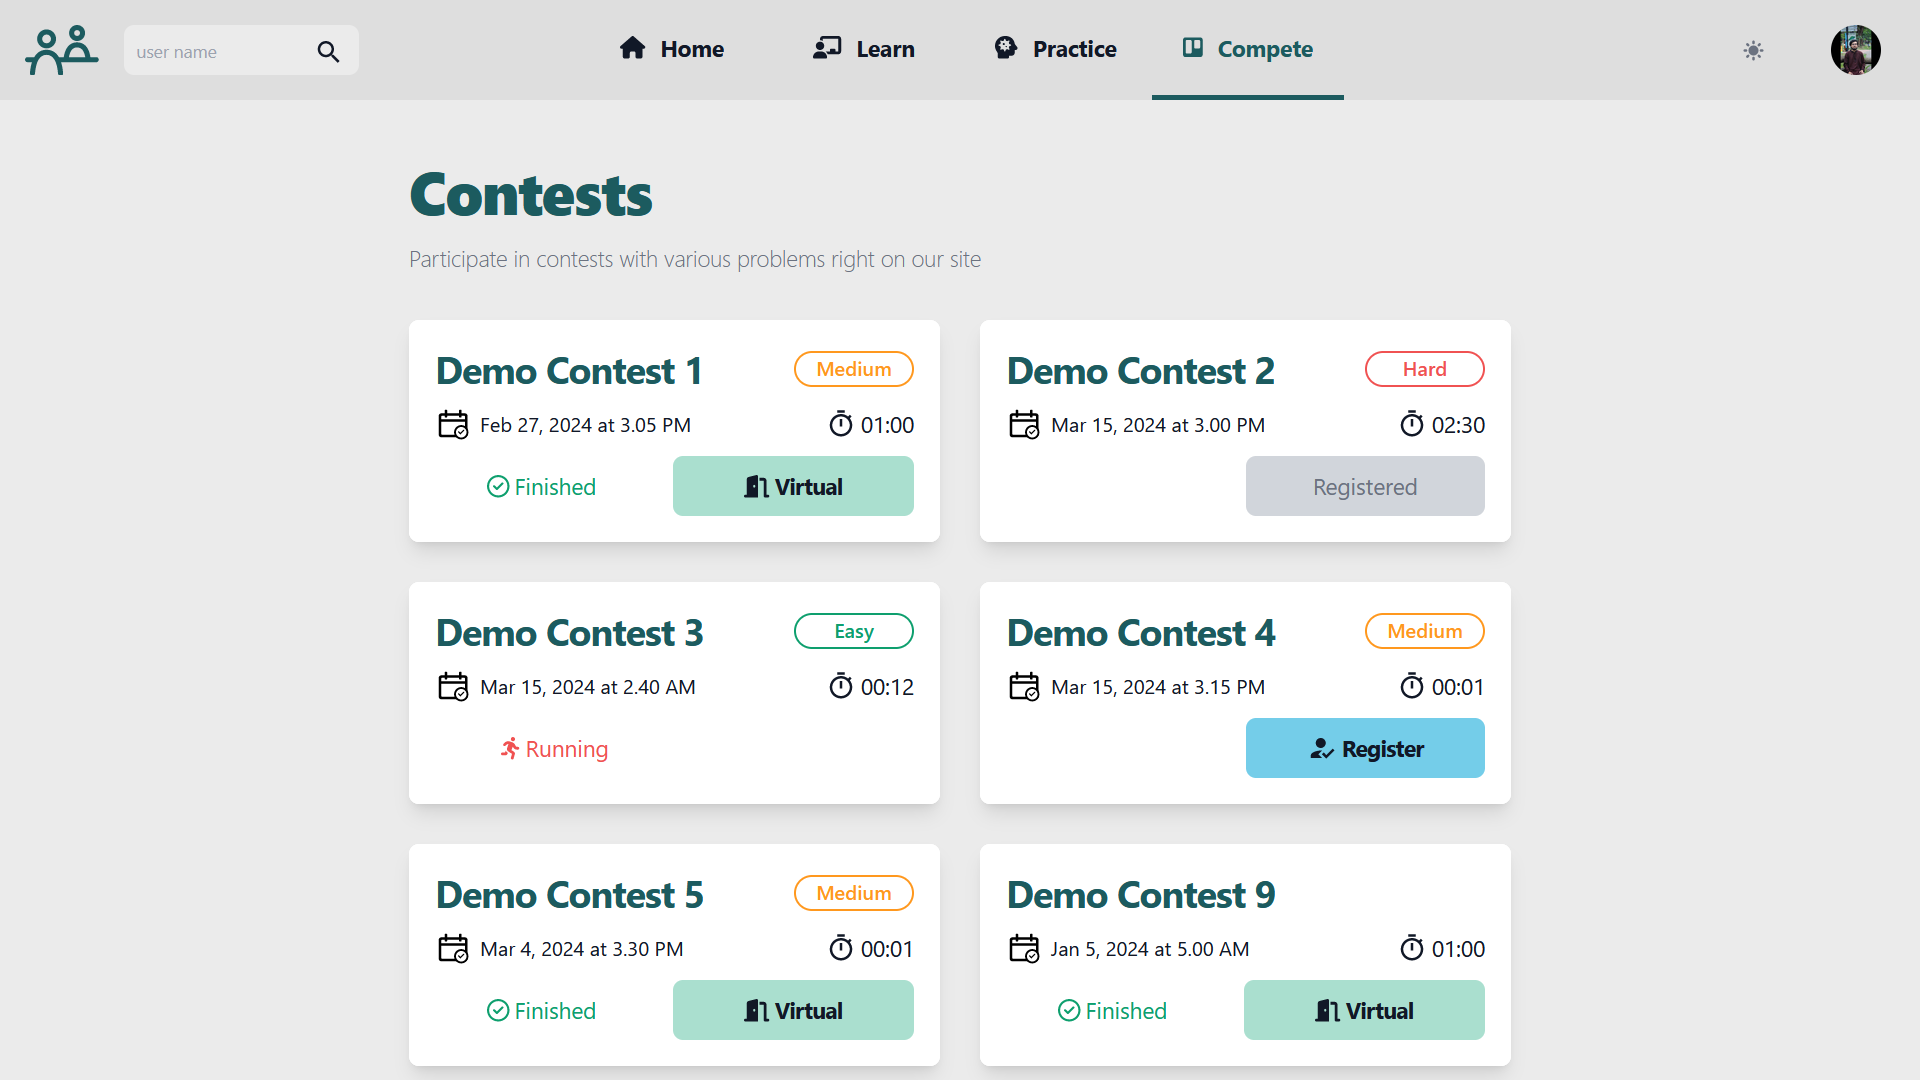 user name
Home
Learn
Practice
Compete
Contests
Participate in contests with various problems right on our site
Demo Contest 1
Medium
Feb 27, 2024 at 3.05 PM
01:00
Finished
Virtual
Demo Contest 2
Hard
Mar 15, 2024 at 3.00 PM
02:30
Registered
Demo Contest 3
Easy
Mar 15, 2024 at 2.40 AM
00:12
Running
Demo Contest 4
Medium
Mar 15, 2024 at 3.15 PM
00:01
Register
Demo Contest 5
Medium
Mar 4, 2024 at 3.30 PM
00:01
Finished
Virtual
Demo Contest 9
Jan 5, 2024 at 5.00 AM
01:00
Finished
Virtual